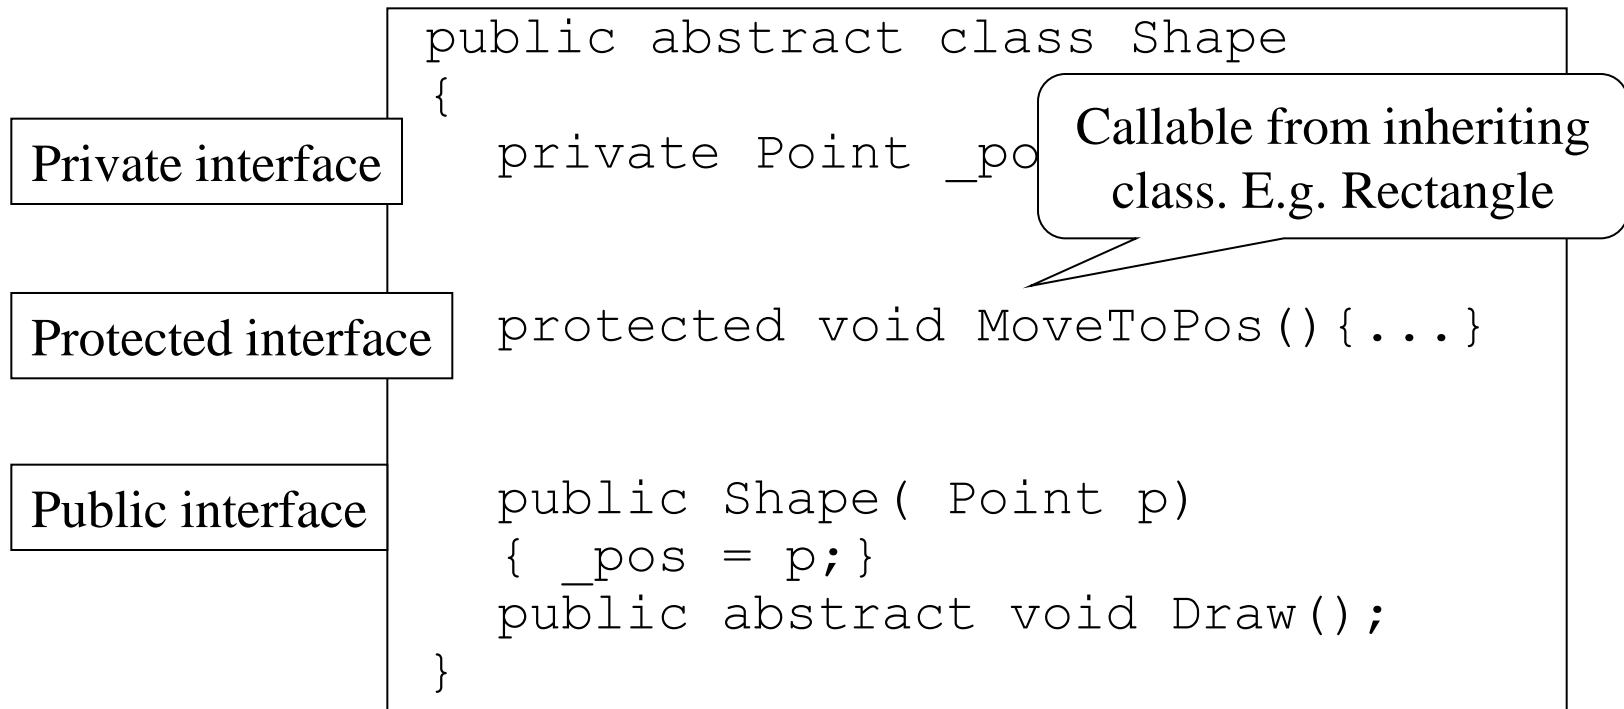 public abstract class Shape
{
Private interface
private Point _po
Callable from inheriting
class. E.g. Rectangle
Protected interface
protected void MoveToPos(){...}
Public interface
public Shape( Point p)
{ _pos = p;}
public abstract void Draw();
}